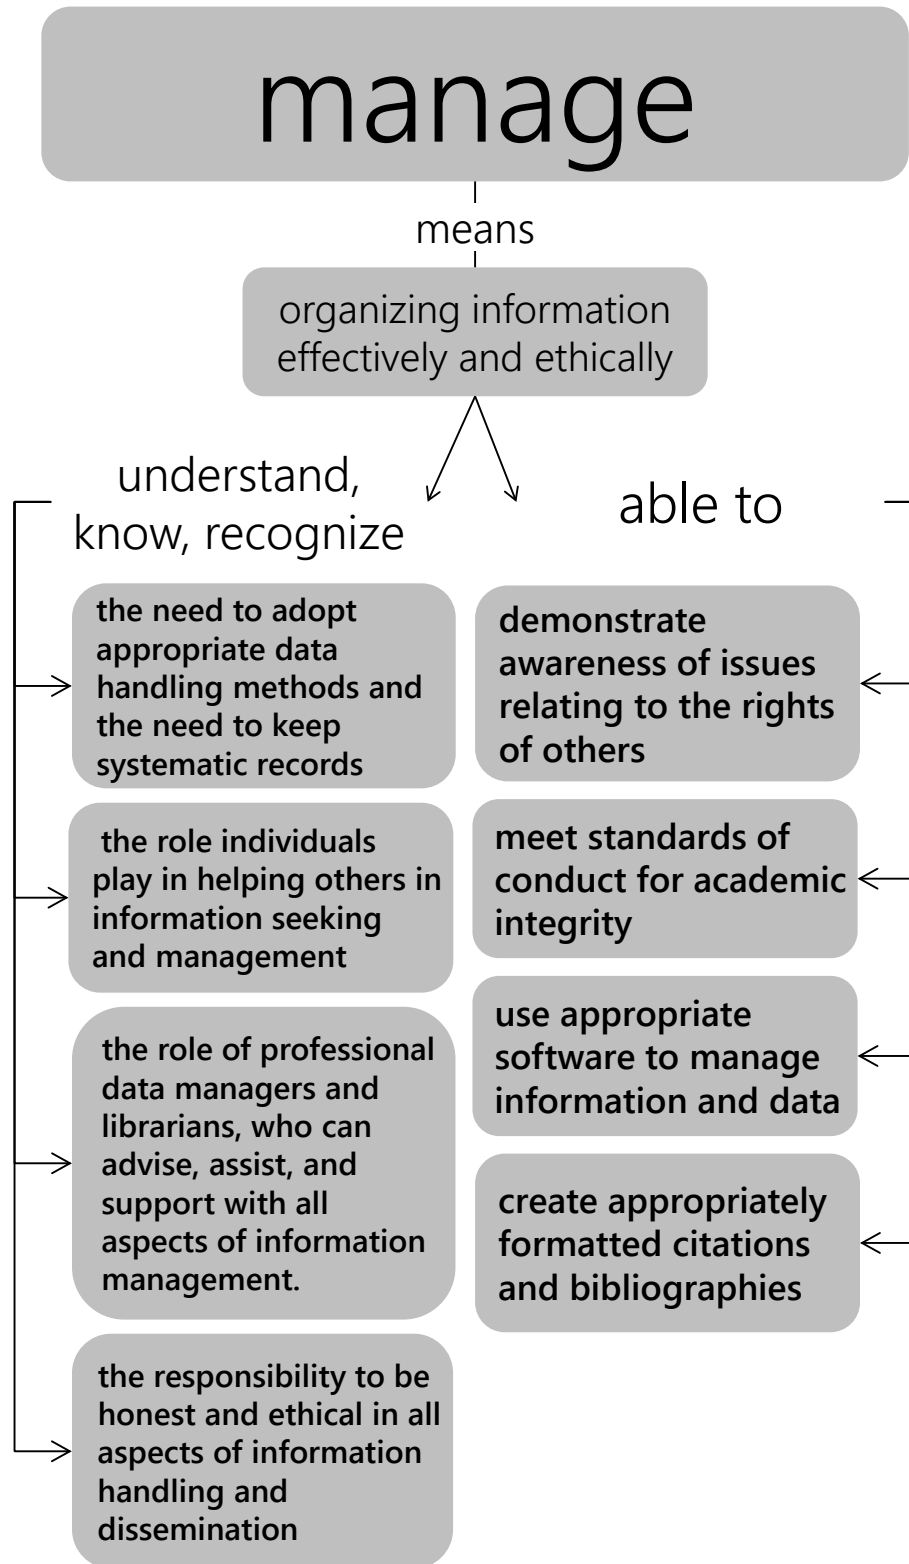 manage
means
organizing information
effectively and ethically
understand,
know, recognize
the need to adopt
appropriate data
handling methods and
the need to keep
systematic records
the role individuals
play in helping others in
information seeking
and management
the role of professional
data managers and
librarians, who can
advise, assist, and
support with all
aspects of information
management.
the responsibility to be
honest and ethical in all
aspects of information
handling and
dissemination
able to
demonstrate
awareness of issues
relating to the rights
of others
meet standards of
conduct for academic
integrity
use appropriate
software to manage
information and data
create appropriately
formatted citations
and bibliographies